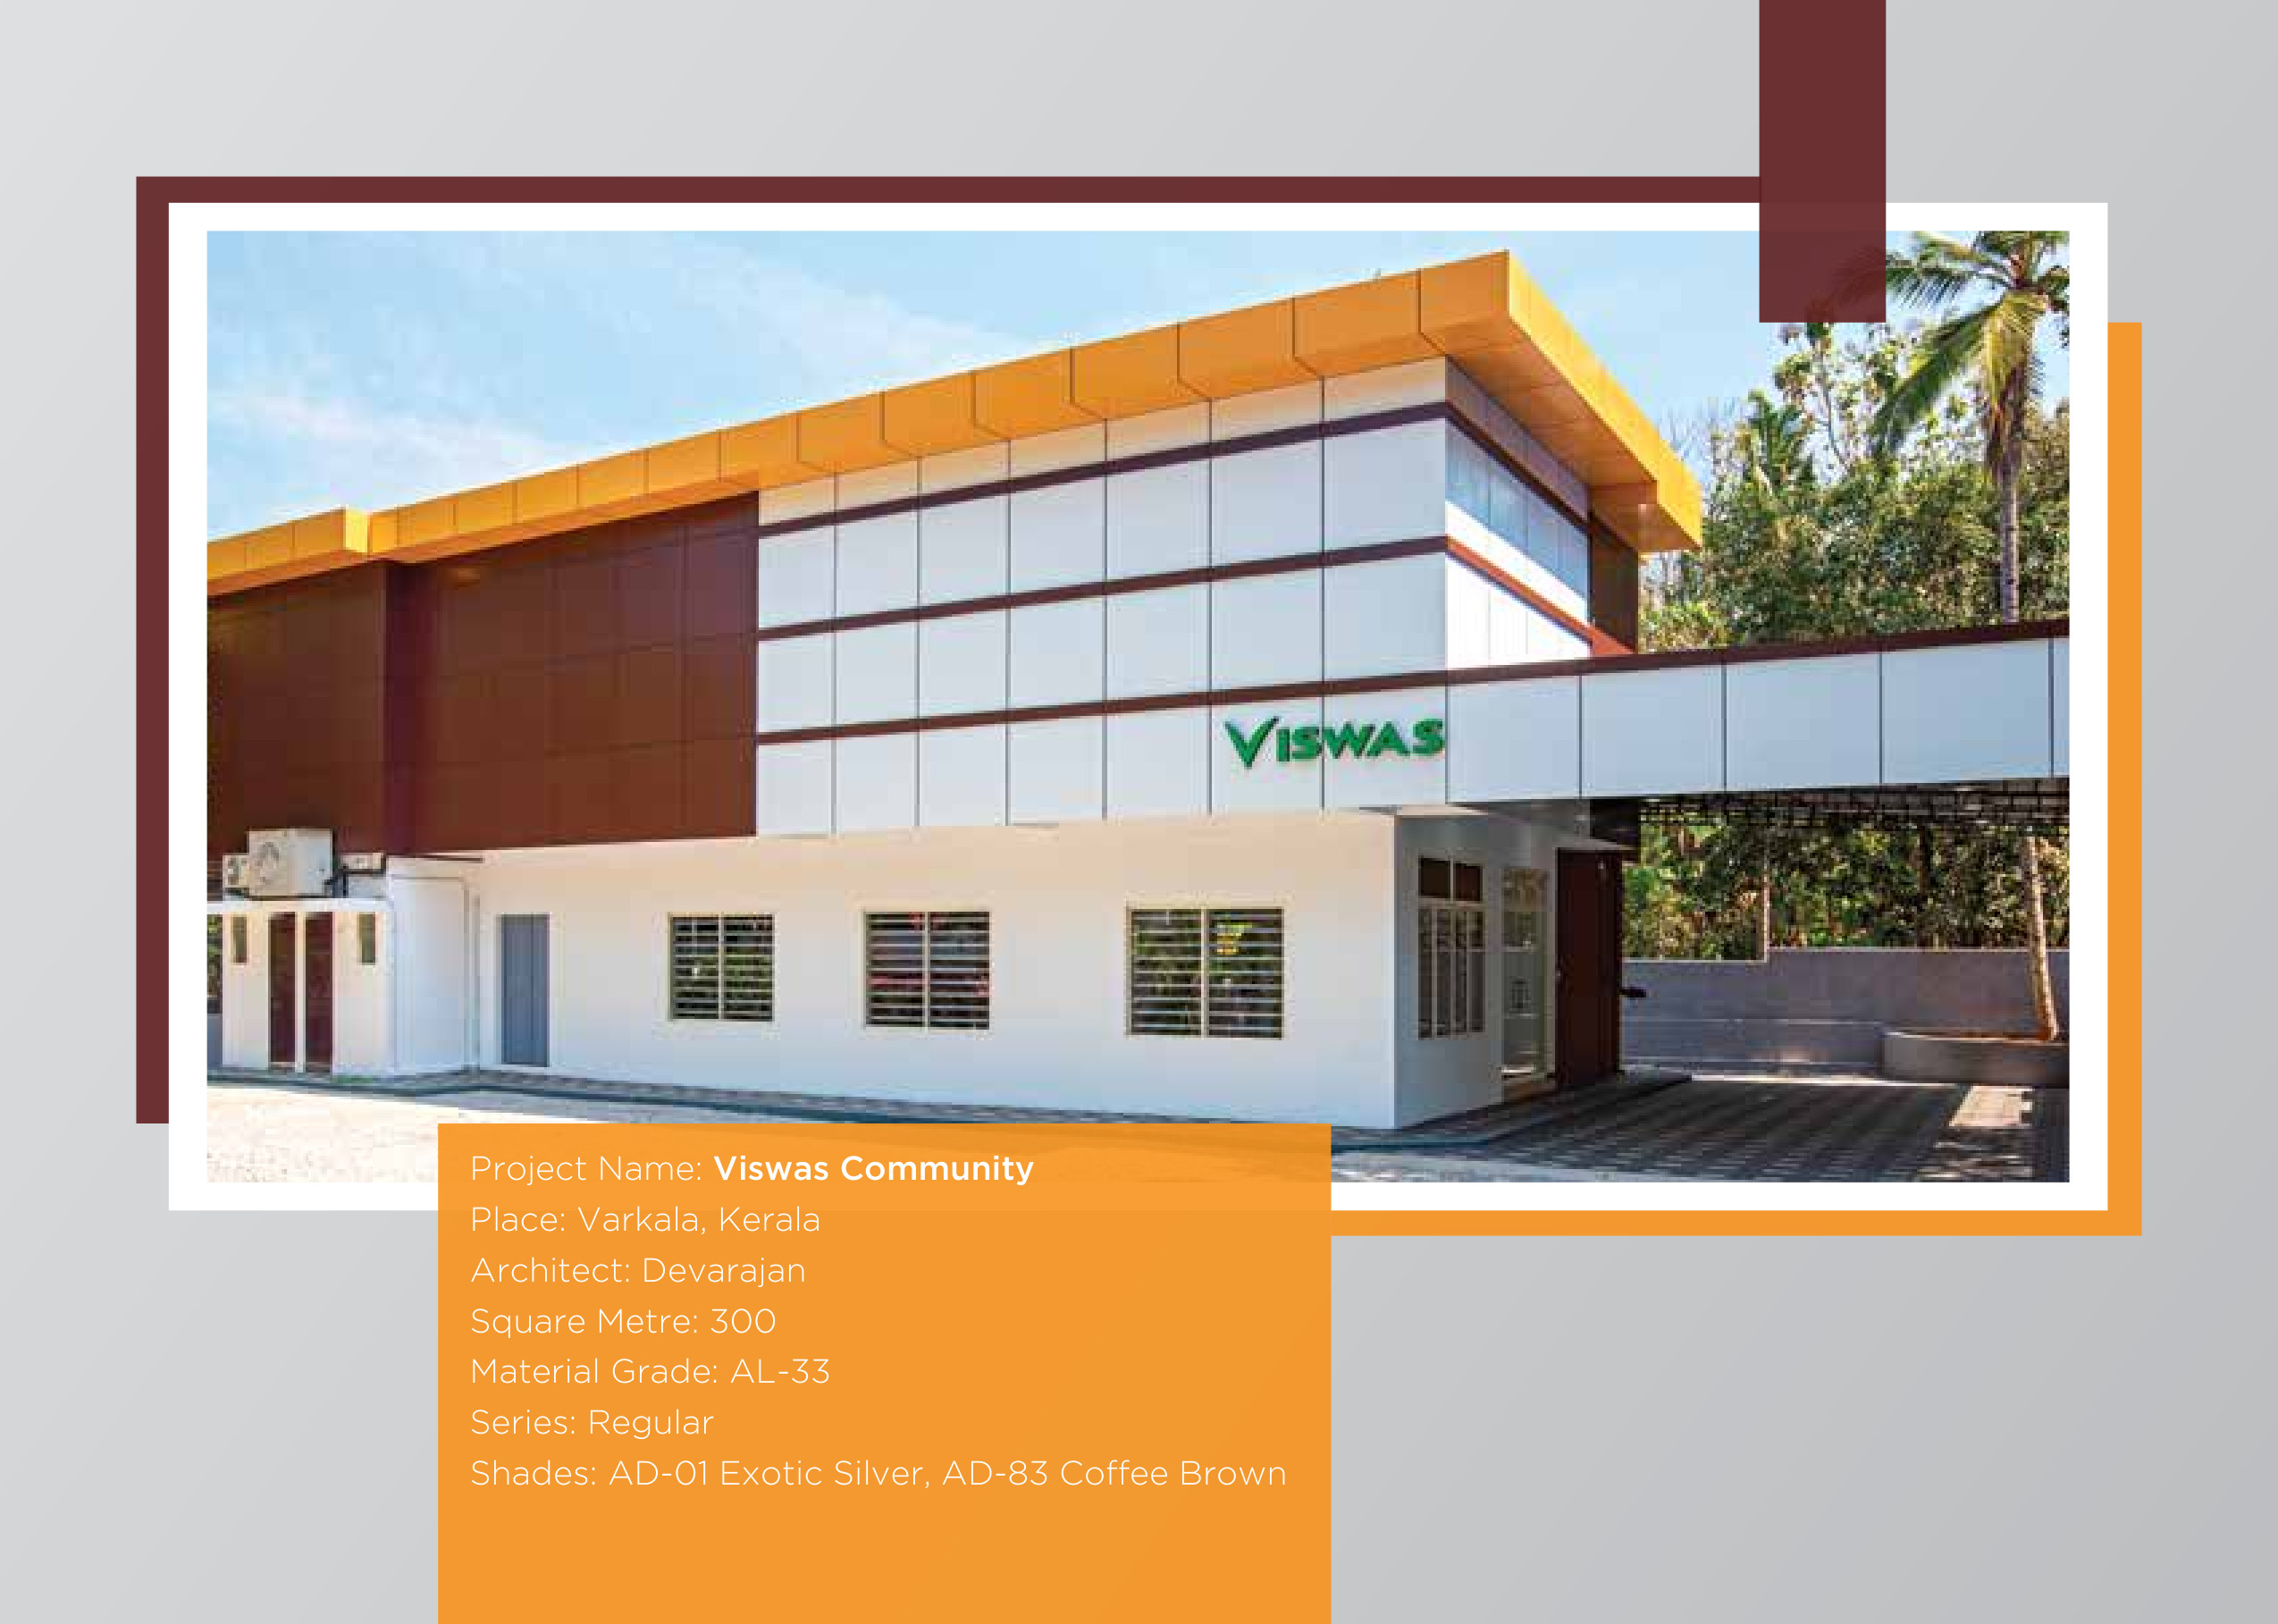 VISWAS
Project Name: Viswas Community
Place: Varkala, Kerala
Architect: Devarajan
Square Metre: 300
Material Grade: AL-33
Series: Regular
Shades: AD-01 Exotic Silver, AD-83 Coffee Brown